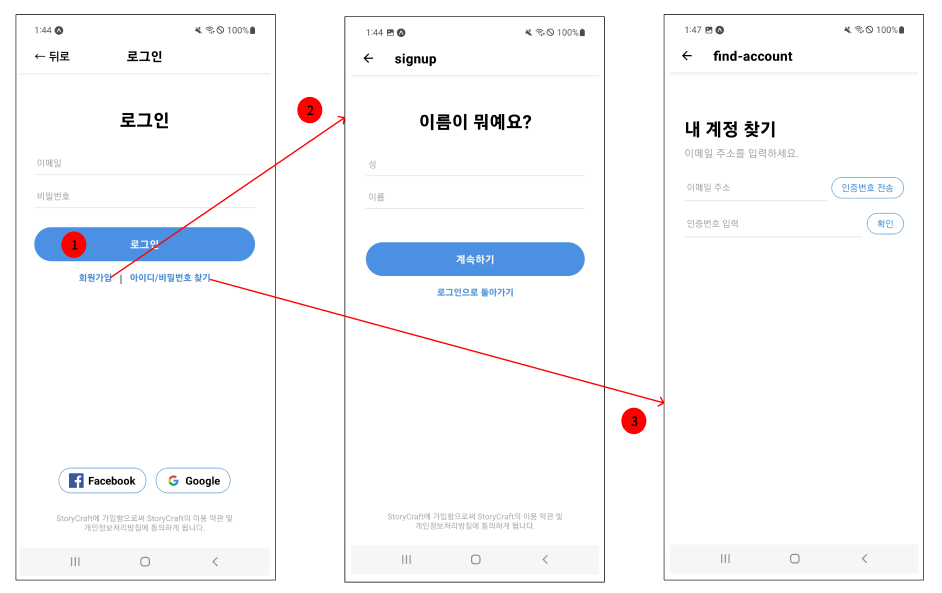 1:44
100%
← 뒤로
로그인
로그인
이메일
비밀번호
1
로그인
회원가입 | 아이디/비밀번호 찾기
Facebook
Google
StoryCraft에 가입함으로써 StoryCraft의 이용 약관 및
개인정보처리방침에 동의하게 됩니다.
2
1:44
100%
← signup
이름이 뭐예요?
성
이름
계속하기
로그인으로 돌아가기
StoryCraft에 가입함으로써 StoryCraft의 이용 약관 및
개인정보처리방침에 동의하게 됩니다.
3
1:47
100%
← find-account
내 계정 찾기
이메일 주소를 입력하세요.
이메일 주소
인증번호 전송
인증번호 입력
확인